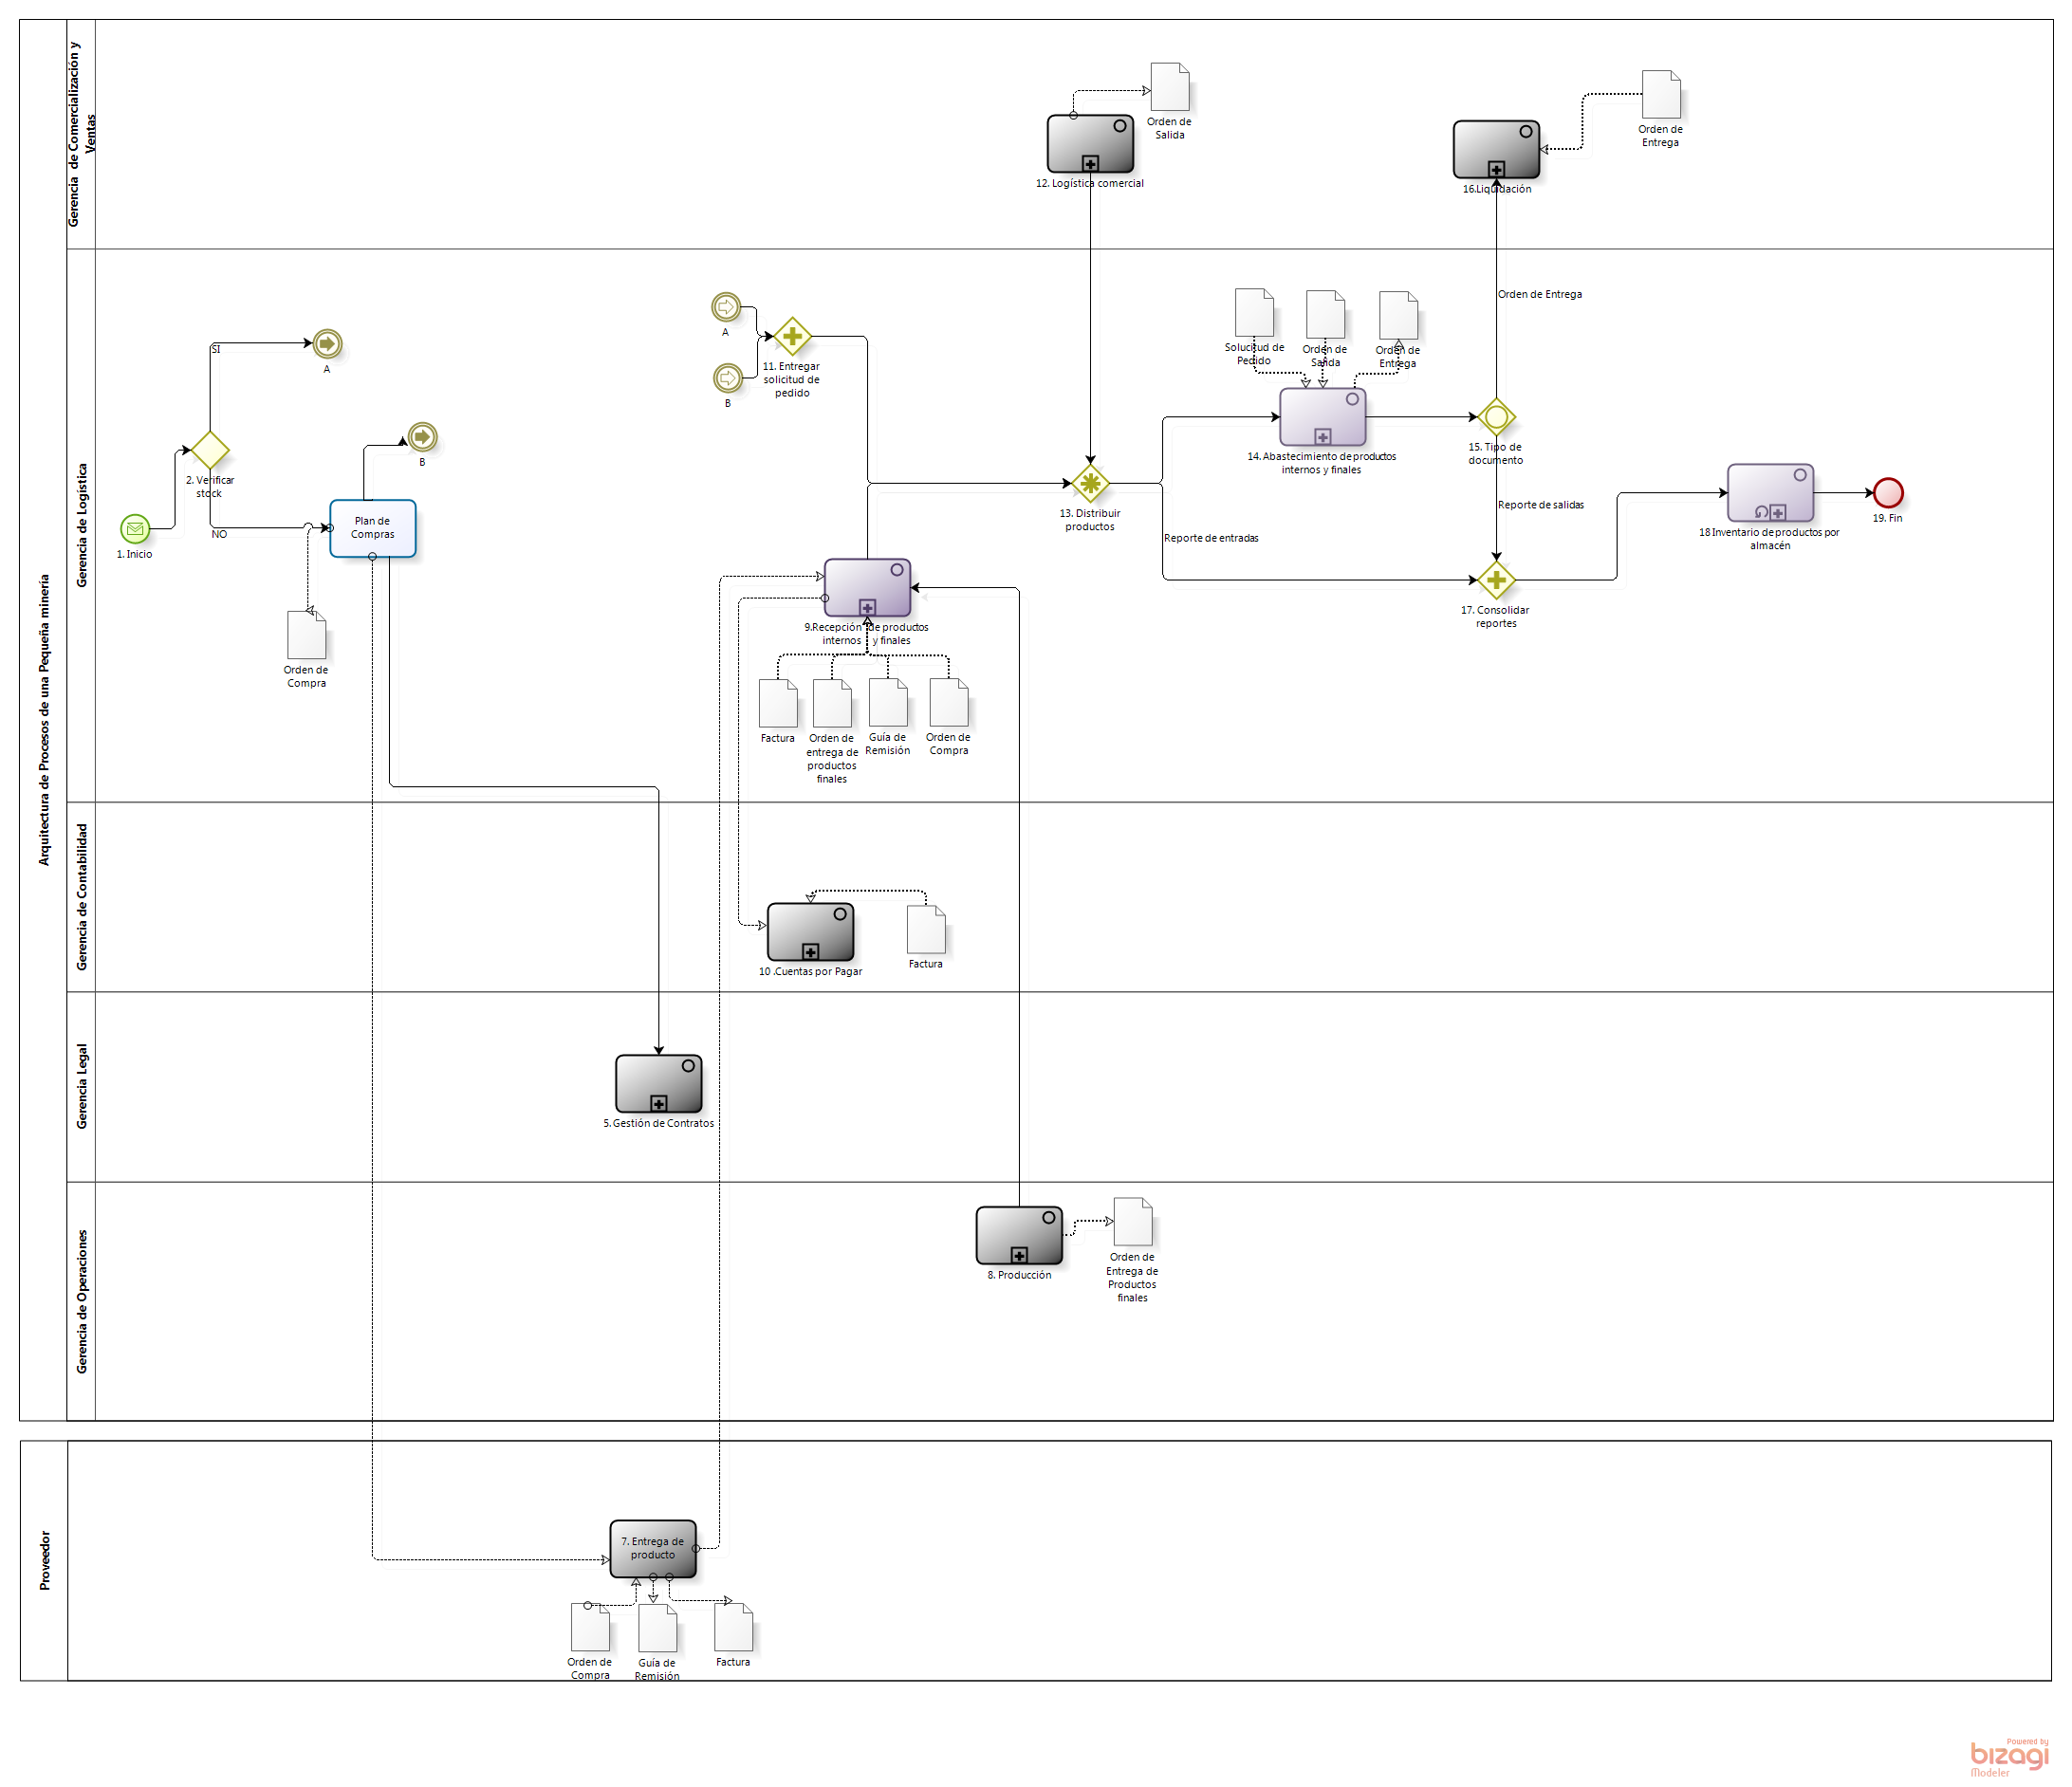 Arquitectura de Procesos de una Pequeña minería
Gerencia de Comercialización y
Ventas
Orden de
Salida
12. Logística comercial
Orden de
Entrega
16.Liquidación
Gerencia de Logística
1. Inicio
2. Verificar
stock
SI
A
NO
B
Plan de
Compras
Orden de
Compra
A
B
11. Entregar
solicitud de
pedido
9.Recepción de productos
internos y finales
Factura
Orden de
entrega de
productos
finales
Guía de
Remisión
Orden de
Compra
13. Distribuir
productos
Reporte de entradas
Solucitud de
Pedido
Orden de
Salida
Orden de
Entrega
14. Abastecimiento de productos
internos y finales
Orden de Entrega
15. Tipo de
documento
Reporte de salidas
17. Consolidar
reportes
18 Inventario de productos por
almacén
19. Fin
Gerencia de Contabilidad
10 .Cuentas por Pagar
Factura
Gerencia Legal
5. Gestión de Contratos
Gerencia de Operaciones
8. Producción
Orden de
Entrega de
Productos
finales
Proveedor
7. Entrega de
producto
Orden de
Compra
Guía de
Remisión
Factura
Powered by
bizagi
Modeler